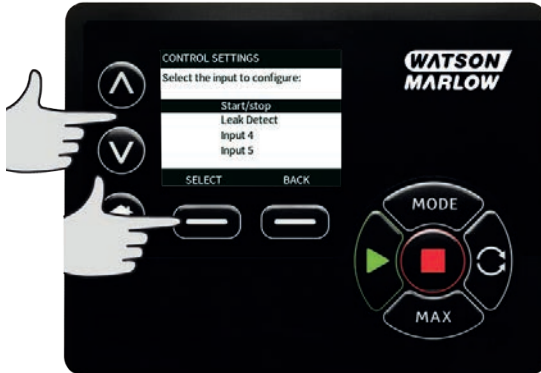 CONTROL SETTINGS
Select the input to configure:
Start/stop
Leak Detect
Input 4
Input 5
SELECT BACK
WATSON
MARLOW
MODE
MAX